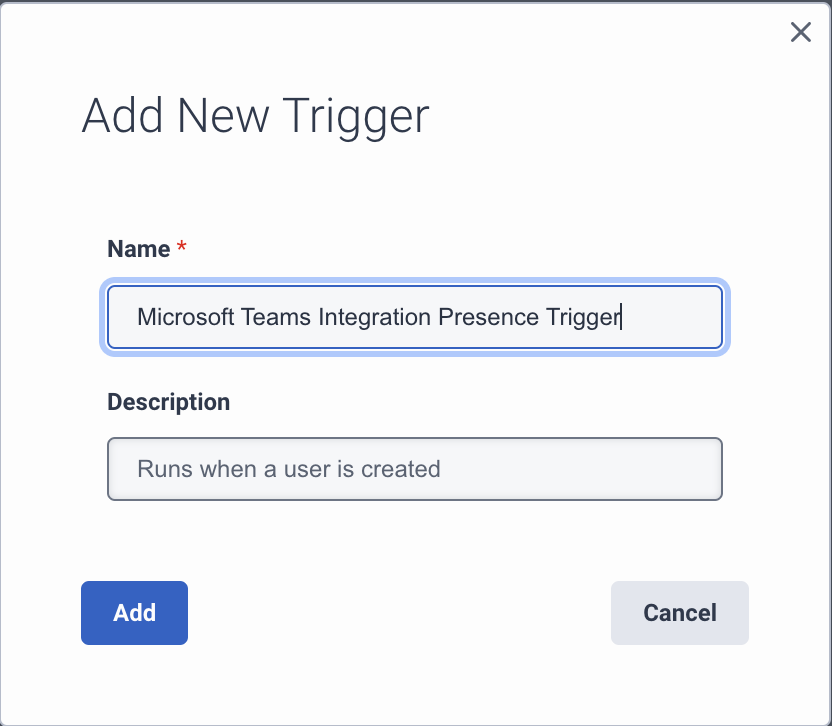 Add New Trigger
Name *
Microsoft Teams Integration Presence Trigger
Description
Runs when a user is created
Add
Cancel